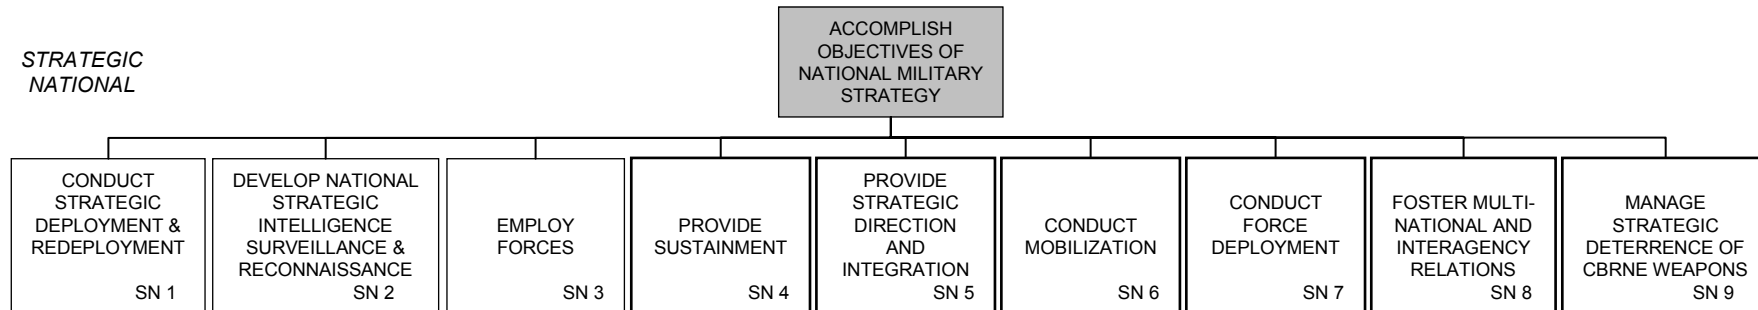 STRATEGIC
NATIONAL
ACCOMPLISH
OBJECTIVES OF
NATIONAL MILITARY
STRATEGY
CONDUCT
STRATEGIC
DEPLOYMENT &
REDEPLOYMENT
SN 1
DEVELOP NATIONAL
STRATEGIC
INTELLIGENCE
SURVEILLANCE &
RECONNAISSANCE
SN 2
EMPLOY
FORCES
SN 3
PROVIDE
SUSTAINMENT
SN 4
PROVIDE
STRATEGIC
DIRECTION
AND
INTEGRATION
SN 5
CONDUCT
MOBILIZATION
SN 6
CONDUCT
FORCE
DEPLOYMENT
SN 7
FOSTER MULTI-
NATIONAL AND
INTERAGENCY
RELATIONS
SN 8
MANAGE
STRATEGIC
DETERRENCE OF
CBRNE WEAPONS
SN 9